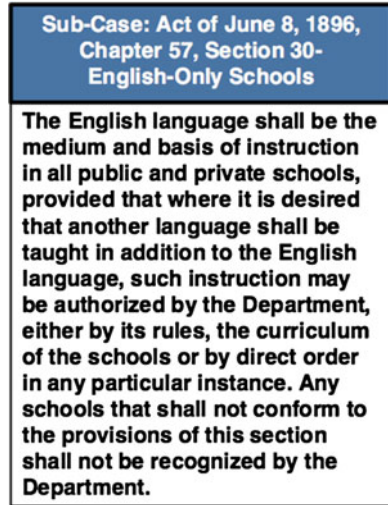 Sub-Case: Act of June 8, 1896,
Chapter 57, Section 30-
English-Only Schools
The English language shall be the
medium and basis of instruction
in all public and private schools,
provided that where it is desired
that another language shall be
taught in addition to the English
language, such instruction may
be authorized by the Department,
either by its rules, the curriculum
of the schools or by direct order
in any particular instance. Any
schools that shall not conform to
the provisions of this section
shall not be recognized by the
Department.